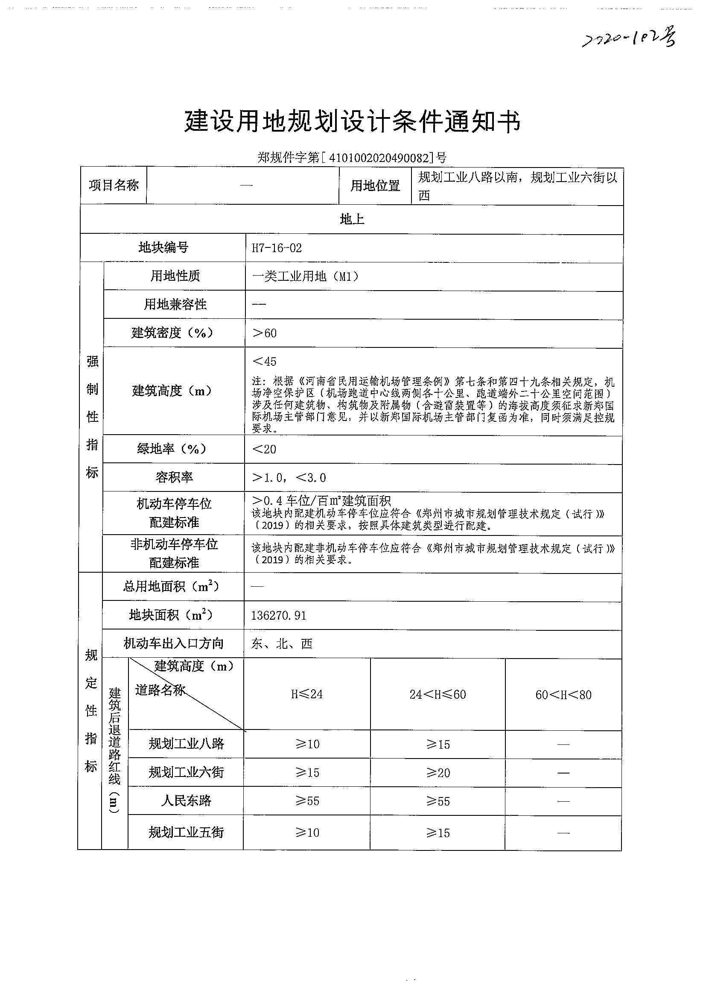 2020-102号
建设用地规划设计条件通知书
郑规件字第[4101002020490082]号
项目名称
—
用地位置
规划工业八路以南，规划工业六街以
西
地上
地块编号
H7-16-02
强制性指标
用地性质
一类工业用地（M1）
用地兼容性
—
建筑密度（%）
＞60
建筑高度（m）
＜45
注：根据《河南省民用运输机场管理条例》第七条和第四十九条相关规定，机
场净空保护区（机场跑道中心线两侧各十公里、跑道端外二十公里空间范围）
涉及任何建筑物、构筑物及附属物（含避雷装置等）的海拔高度须征求新郑国
际机场主管部门意见，并以新郑国际机场主管部门复函为准，同时须满足控规
要求。
绿地率（%）
＜20
容积率
＞1.0，＜3.0
机动车停车位
配建标准
＞0.4车位/百㎡建筑面积
该地块内配建机动车停车位应符合《郑州市城市规划管理技术规定（试行）》
（2019）的相关要求，按照具体建筑类型进行配建。
非机动车停车位
配建标准
该地块内配建非机动车停车位应符合《郑州市城市规划管理技术规定（试行）》
（2019）的相关要求。
规定性指标
总用地面积（m²）
—
地块面积（m²）
136270.91
机动车出入口方向
东、北、西
建筑后退道路红线（m）
建筑高度（m）
道路名称
H≤24
24＜H≤60
60＜H＜80
规划工业八路
≥10
≥15
—
规划工业六街
≥15
≥20
—
人民东路
≥55
≥55
—
规划工业五街
≥10
≥15
—